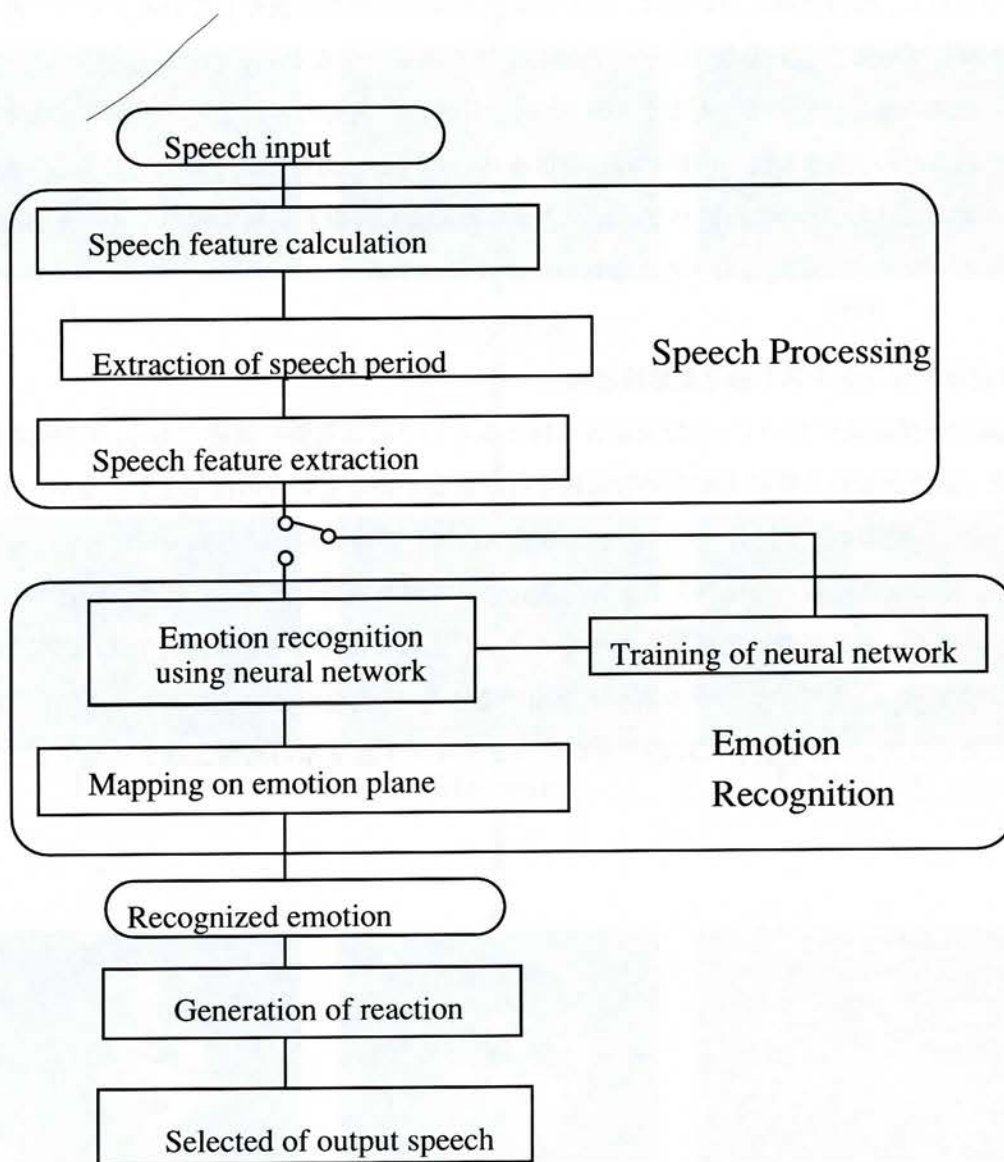 Speech input
Speech feature calculation
Extraction of speech period
Speech Processing
Speech feature extraction
Emotion recognition
using neural network
Training of neural network
Emotion
Recognition
Mapping on emotion plane
Recognized emotion
Generation of reaction
Selected of output speech